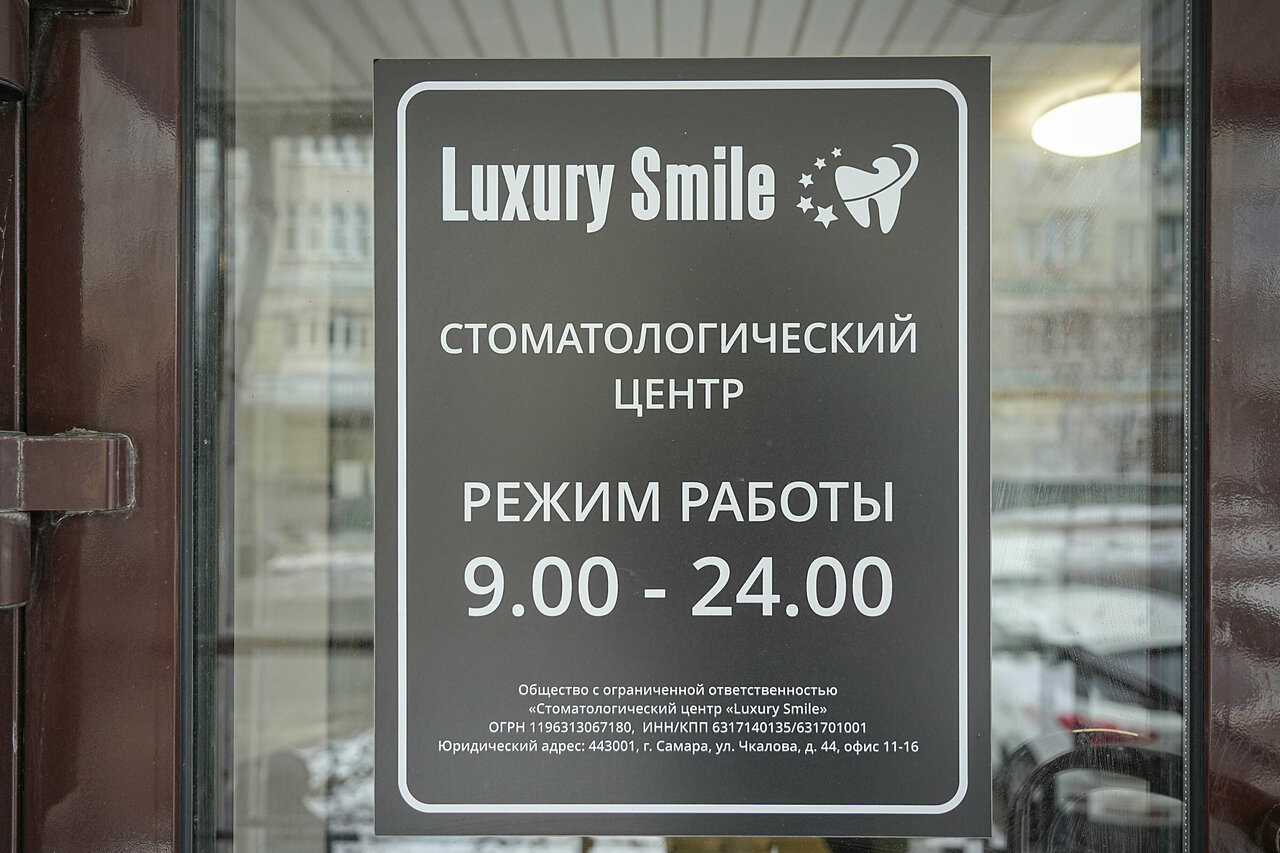 Luxury Smile
СТОМАТОЛОГИЧЕСКИЙ
ЦЕНТР
РЕЖИМ РАБОТЫ
9.00 - 24.00
Общество с ограниченной ответственностью
«Стоматологический центр «Luxury Smile»
ОГРН 1196313067180, ИНН/КПП 6317140135/631701001
Юридический адрес: 443001, г. Самара, ул. Чкалова, д. 44, офис 11-16